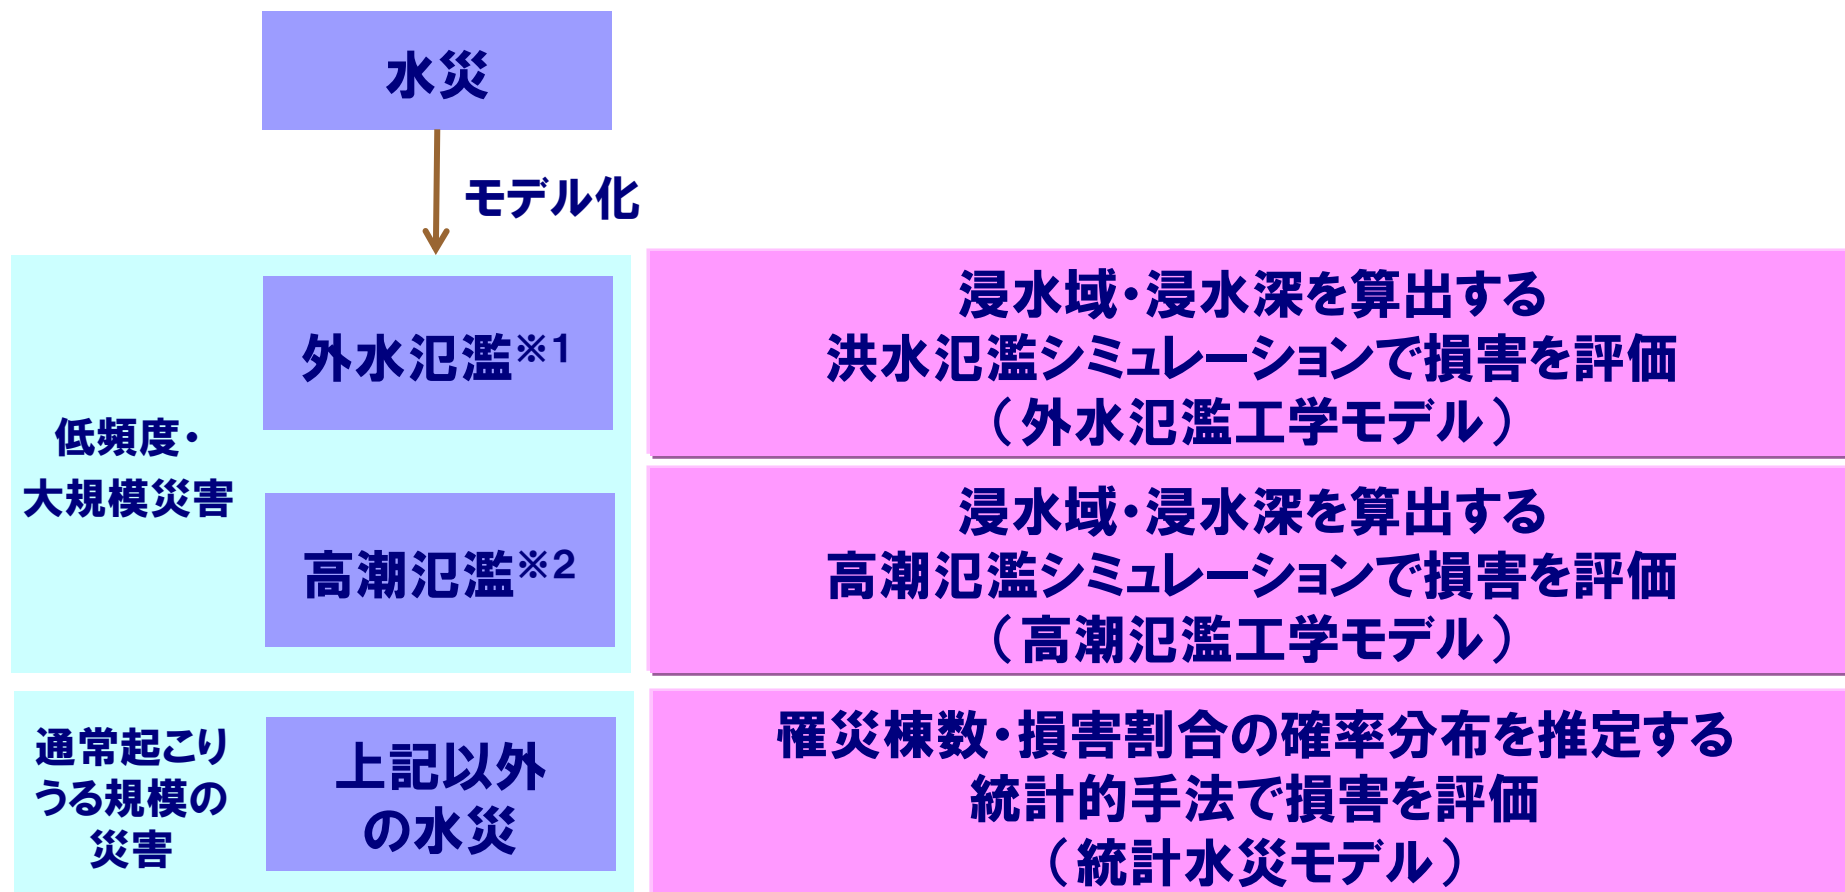 水災
モデル化
低頻度・
大規模災害
外水氾濫※1
浸水域・浸水深を算出する
洪水氾濫シミュレーションで損害を評価
（外水氾濫工学モデル）
高潮氾濫※2
浸水域・浸水深を算出する
高潮氾濫シミュレーションで損害を評価
（高潮氾濫工学モデル）
通常起こり
うる規模の
災害
上記以外
の水災
罹災棟数・損害割合の確率分布を推定する
統計的手法で損害を評価
（統計水災モデル）